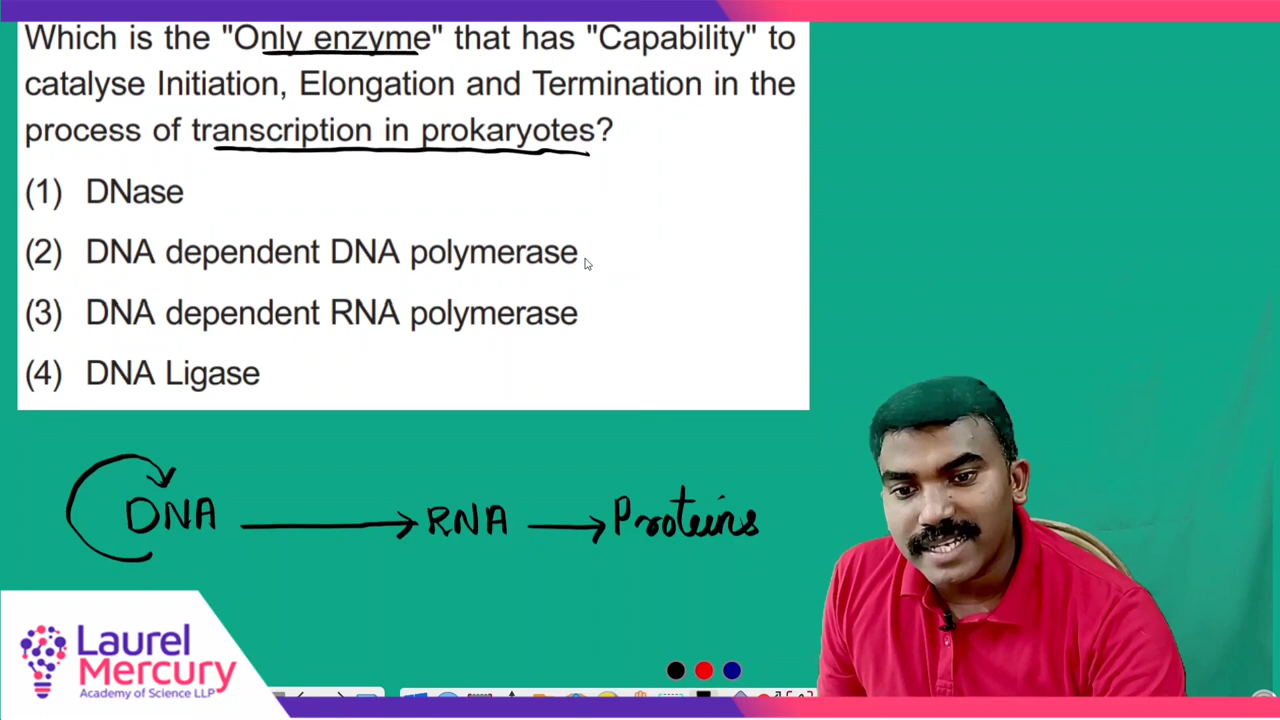 Which is the "Only enzyme" that has "Capability" to
catalyse Initiation, Elongation and Termination in the
process of transcription in prokaryotes?
(1) DNase
(2) DNA dependent DNA polymerase
(3) DNA dependent RNA polymerase
(4) DNA Ligase
DNA → RNA → Proteins
Laurel
Mercury
Academy of Science LLP